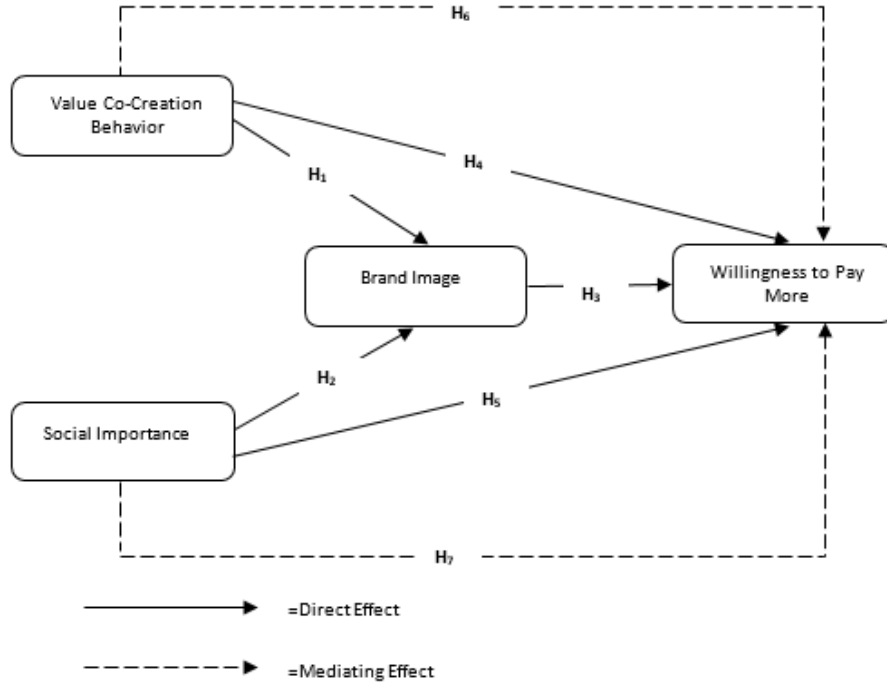 H₆
Value Co-Creation
Behavior
H₄
H₁
Brand Image
Willingness to Pay
More
H₃
H₂
H₅
Social Importance
H₇
=Direct Effect
=Mediating Effect